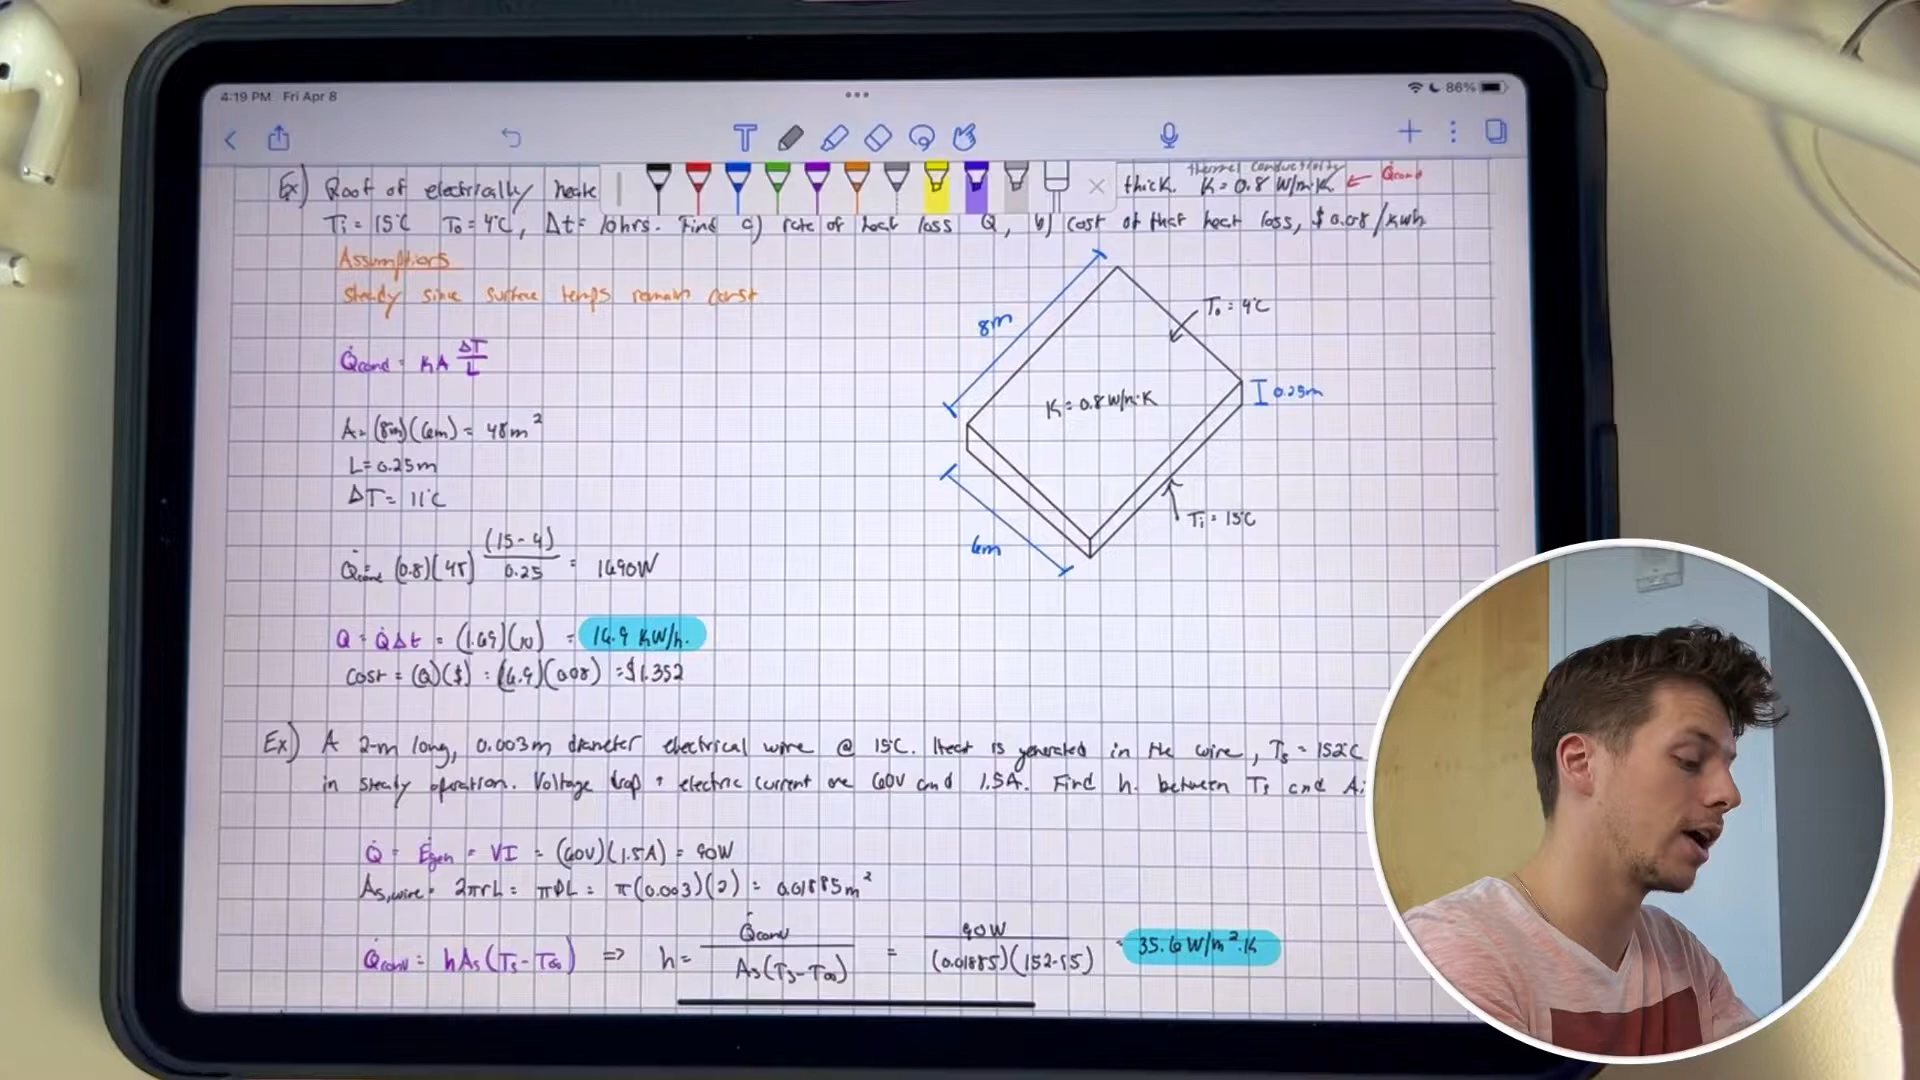 4:19 PM Fri Apr 8
86%
Ex) Roof of electrically heate
thick. K = 0.8 W/m·K ← Q̇cond
thermal conductivity
Ti = 15°C To = 4°C, Δt = 10hrs. Find a) rate of heat loss Q, b) cost of that heat loss, $0.08/kwh
Assumptions
steady since surface temps remain const
Q̇cond = KA ΔT/L
A = (8m)(6m) = 48m²
L = 0.25m
ΔT = 11°C
Q̇cond = (0.8)(48) (15-4)/0.25 = 1690W
Q = Q̇Δt = (1.69)(10) = 16.9 KW/h.
Cost = (Q)($) = (16.9)(0.08) = $1.352
8m
To = 4°C
K = 0.8 W/m·K
0.25m
Ti = 15°C
6m
Ex) A 2-m long, 0.003m diameter electrical wire @ 15°C. Heat is generated in the wire, Ts = 152°C
in steady operation. Voltage drop + electric current are 60V and 1.5A. Find h. between Ts and Ai
Q̇ = Ėgen = VI = (60V)(1.5A) = 90W
As,wire = 2πrL = πDL = π(0.003)(2) = 0.01885m²
Q̇conv = hAs(Ts-T∞) ⇒ h = Q̇conv/As(Ts-T∞) = 90W/(0.01885)(152-15) = 35.6 W/m²·K